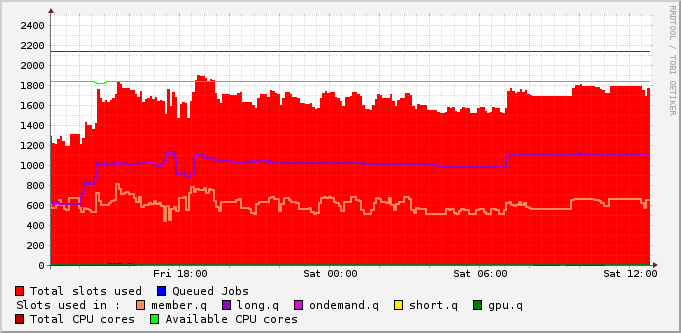 RRDTOOL / TOBI OETIKER
2400
2200
2000
1800
1600
1400
1200
1000
800
600
400
200
0
Fri 18:00 Sat 00:00 Sat 06:00 Sat 12:00
Total slots used Queued Jobs
Slots used in : member.q long.q ondemand.q short.q gpu.q
Total CPU cores Available CPU cores